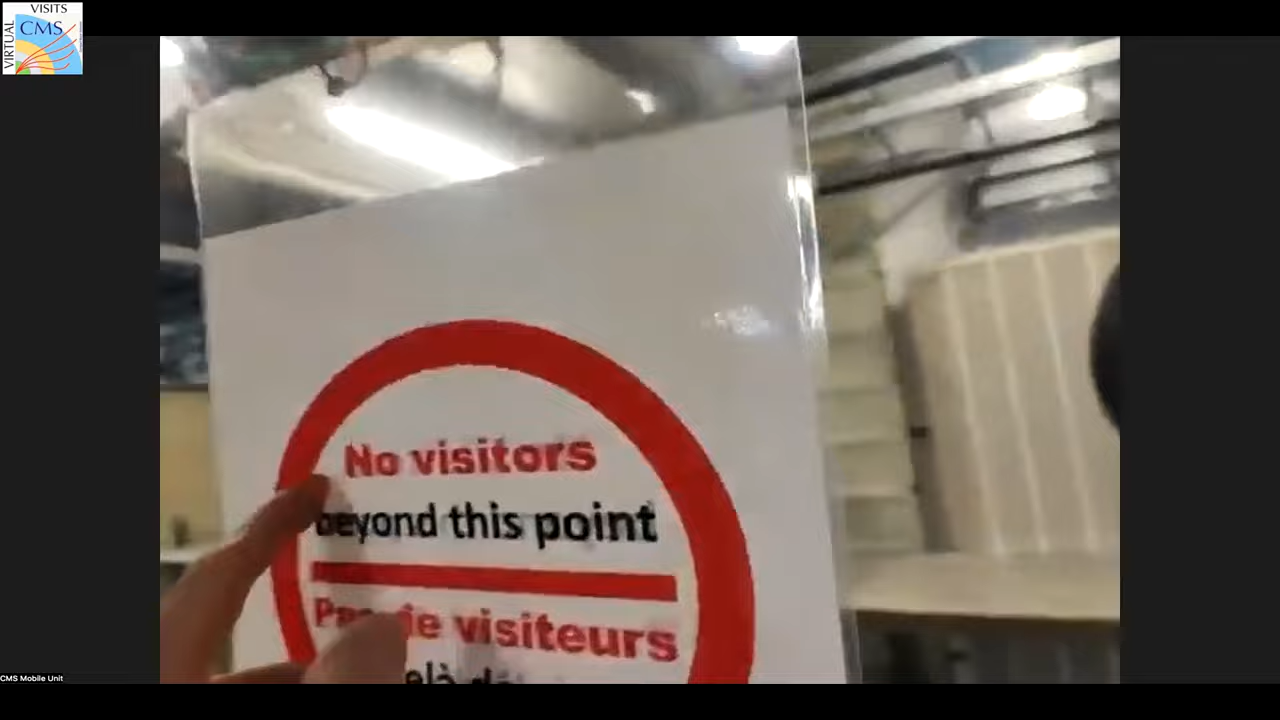 VISITS
VIRTUAL
CMS
No visitors
beyond this point
Pas de visiteurs
CMS Mobile Unit